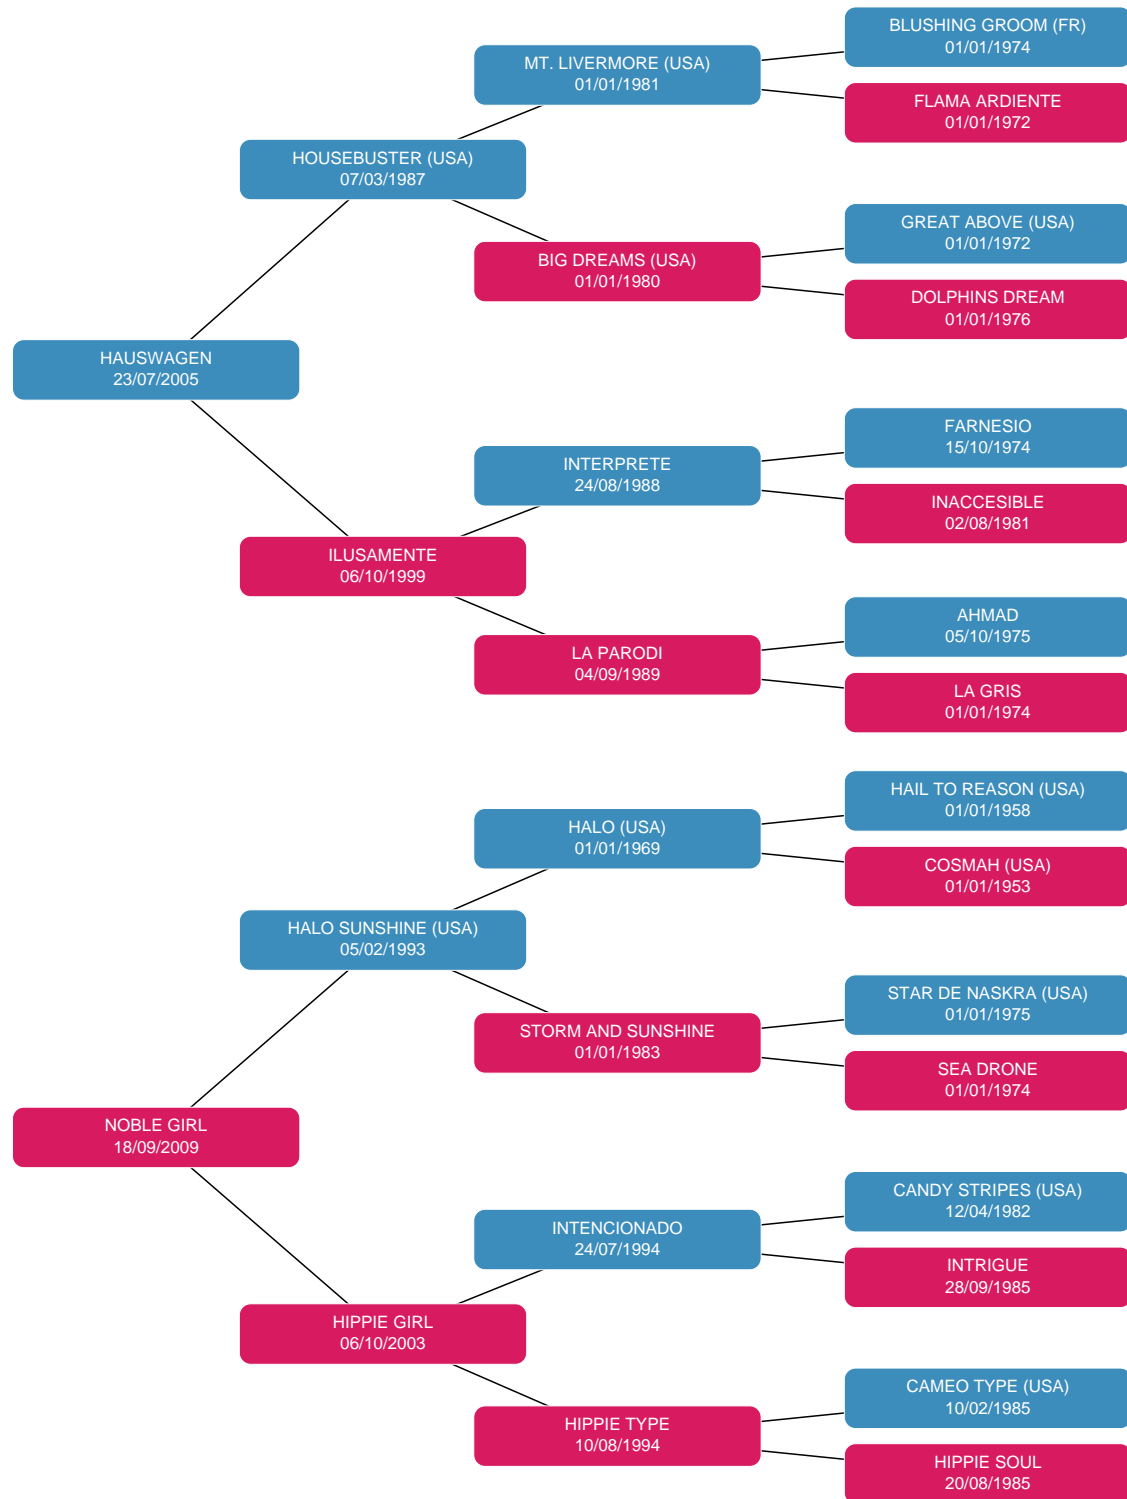 BLUSHING GROOM (FR)
01/01/1974
MT. LIVERMORE (USA)
01/01/1981
FLAMA ARDIENTE
01/01/1972
HOUSEBUSTER (USA)
07/03/1987
GREAT ABOVE (USA)
01/01/1972
BIG DREAMS (USA)
01/01/1980
DOLPHINS DREAM
01/01/1976
HAUSWAGEN
23/07/2005
FARNESIO
15/10/1974
INTERPRETE
24/08/1988
INACCESIBLE
02/08/1981
ILUSAMENTE
06/10/1999
AHMAD
05/10/1975
LA PARODI
04/09/1989
LA GRIS
01/01/1974
HAIL TO REASON (USA)
01/01/1958
HALO (USA)
01/01/1969
COSMAH (USA)
01/01/1953
HALO SUNSHINE (USA)
05/02/1993
STAR DE NASKRA (USA)
01/01/1975
STORM AND SUNSHINE
01/01/1983
SEA DRONE
01/01/1974
NOBLE GIRL
18/09/2009
CANDY STRIPES (USA)
12/04/1982
INTENCIONADO
24/07/1994
INTRIGUE
28/09/1985
HIPPIE GIRL
06/10/2003
CAMEO TYPE (USA)
10/02/1985
HIPPIE TYPE
10/08/1994
HIPPIE SOUL
20/08/1985